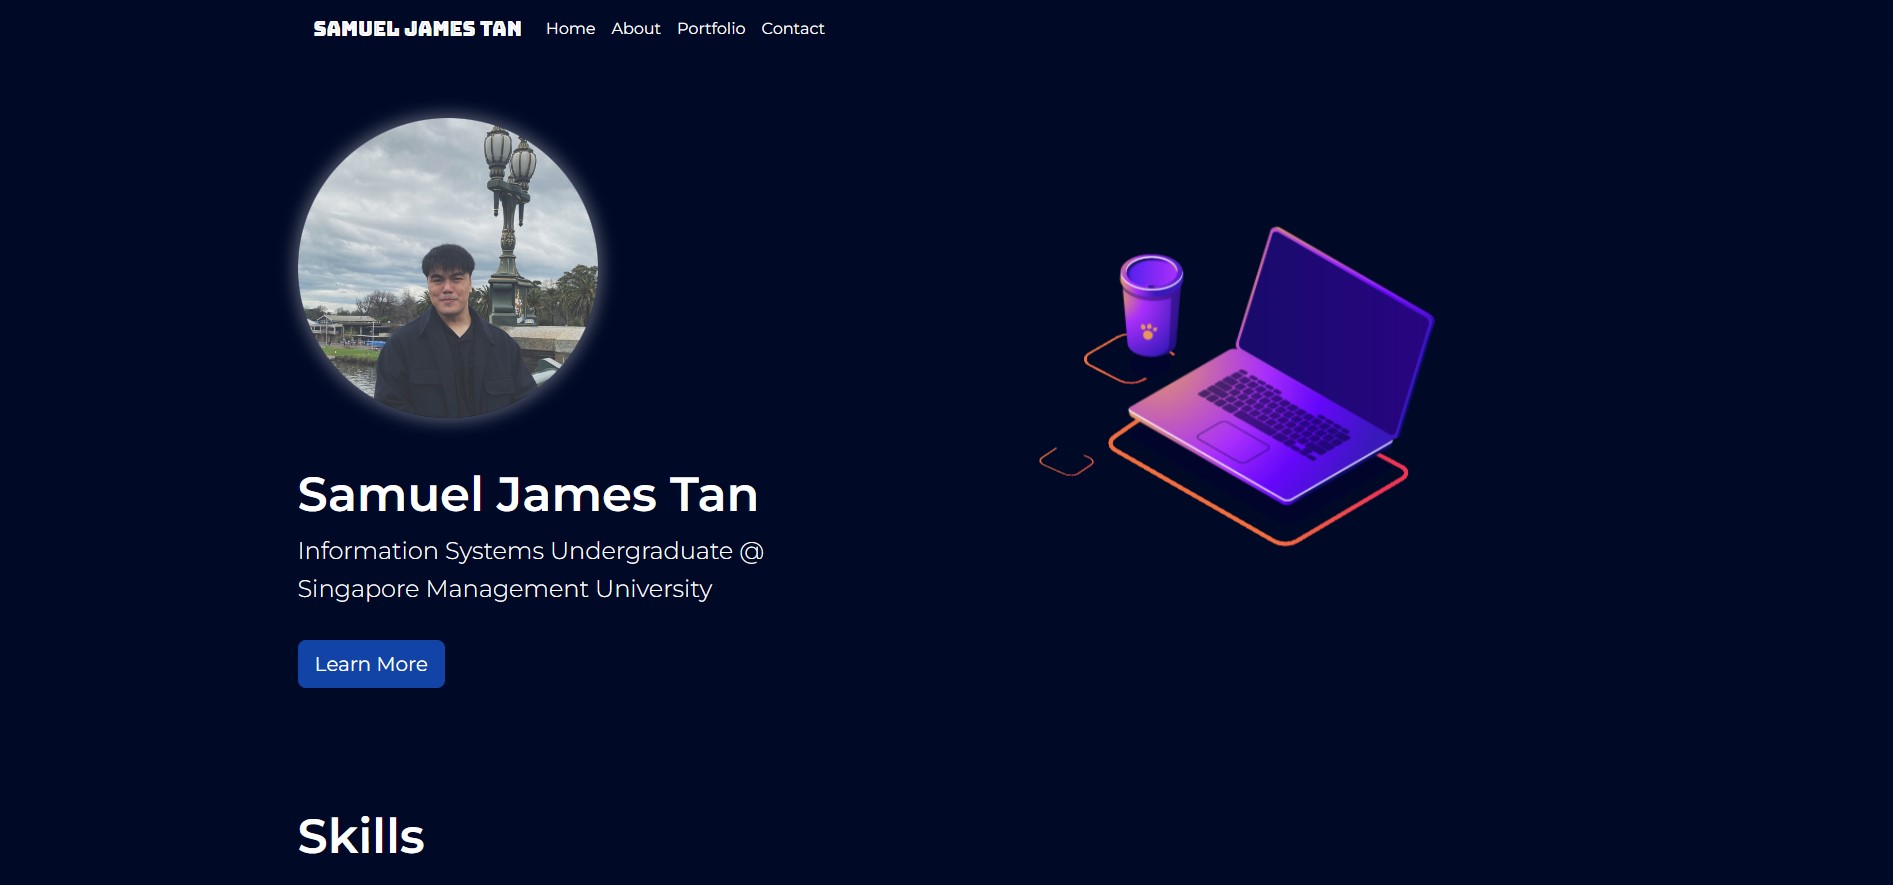 SAMUEL JAMES TAN Home About Portfolio Contact
Samuel James Tan
Information Systems Undergraduate @
Singapore Management University
Learn More
Skills